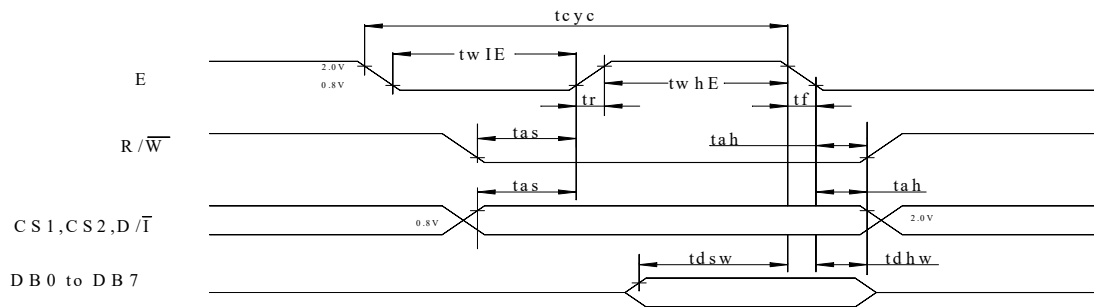 tcyc
twIE
E
2.0V
0.8V
twhE
tr
tf
R/W̅
tas
tah
tas
tah
CS1,CS2,D/I̅
0.8V
2.0V
tdsw
tdhw
DB0 to DB7